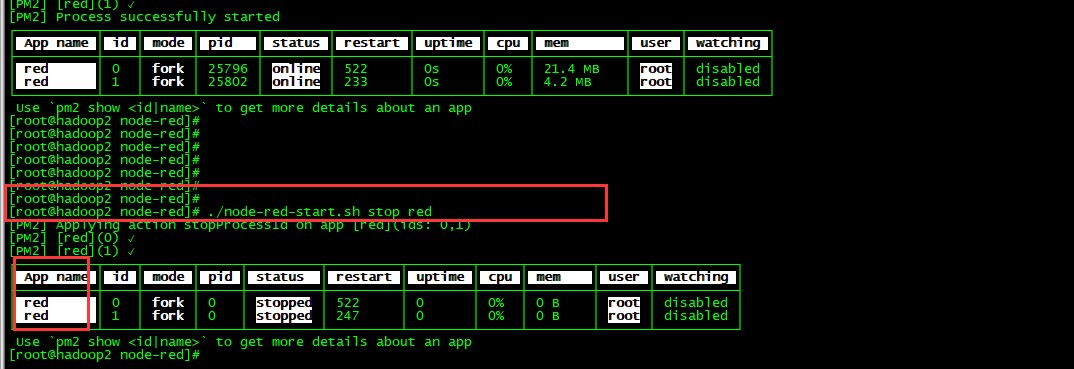 [PM2] [red](1) ✓
[PM2] Process successfully started
App name id mode pid status restart uptime cpu mem user watching
red 0 fork 25796 online 522 0s 0% 21.4 MB root disabled
red 1 fork 25802 online 233 0s 0% 4.2 MB root disabled
Use `pm2 show <id|name>` to get more details about an app
[root@hadoop2 node-red]#
[root@hadoop2 node-red]#
[root@hadoop2 node-red]#
[root@hadoop2 node-red]#
[root@hadoop2 node-red]#
[root@hadoop2 node-red]#
[root@hadoop2 node-red]#
[root@hadoop2 node-red]# ./node-red-start.sh stop red
[PM2] Applying action stopProcessId on app [red](ids: 0,1)
[PM2] [red](0) ✓
[PM2] [red](1) ✓
App name id mode pid status restart uptime cpu mem user watching
red 0 fork 0 stopped 522 0 0% 0 B root disabled
red 1 fork 0 stopped 247 0 0% 0 B root disabled
Use `pm2 show <id|name>` to get more details about an app
[root@hadoop2 node-red]#